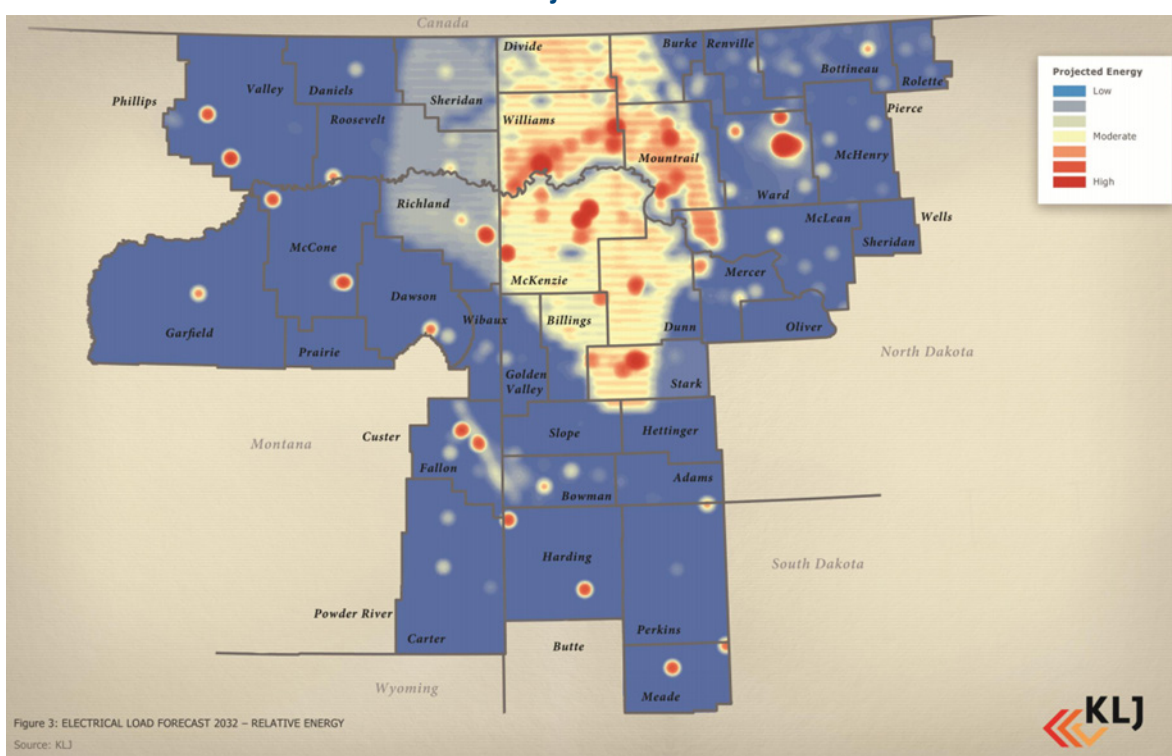 Canada
Divide
Burke
Renville
Bottineau
Rolette
Projected Energy
Low
Moderate
High
Phillips
Valley
Daniels
Sheridan
Roosevelt
Williams
Pierce
Mountrail
McHenry
Ward
Richland
McLean
Wells
Sheridan
McCone
McKenzie
Mercer
Dawson
Wibaux
Billings
Dunn
Oliver
Garfield
Prairie
North Dakota
Golden
Valley
Stark
Montana
Custer
Slope
Hettinger
Fallon
Bowman
Adams
Harding
South Dakota
Powder River
Carter
Butte
Perkins
Wyoming
Meade
Figure 3: ELECTRICAL LOAD FORECAST 2032 – RELATIVE ENERGY
Source: KLJ
KLJ